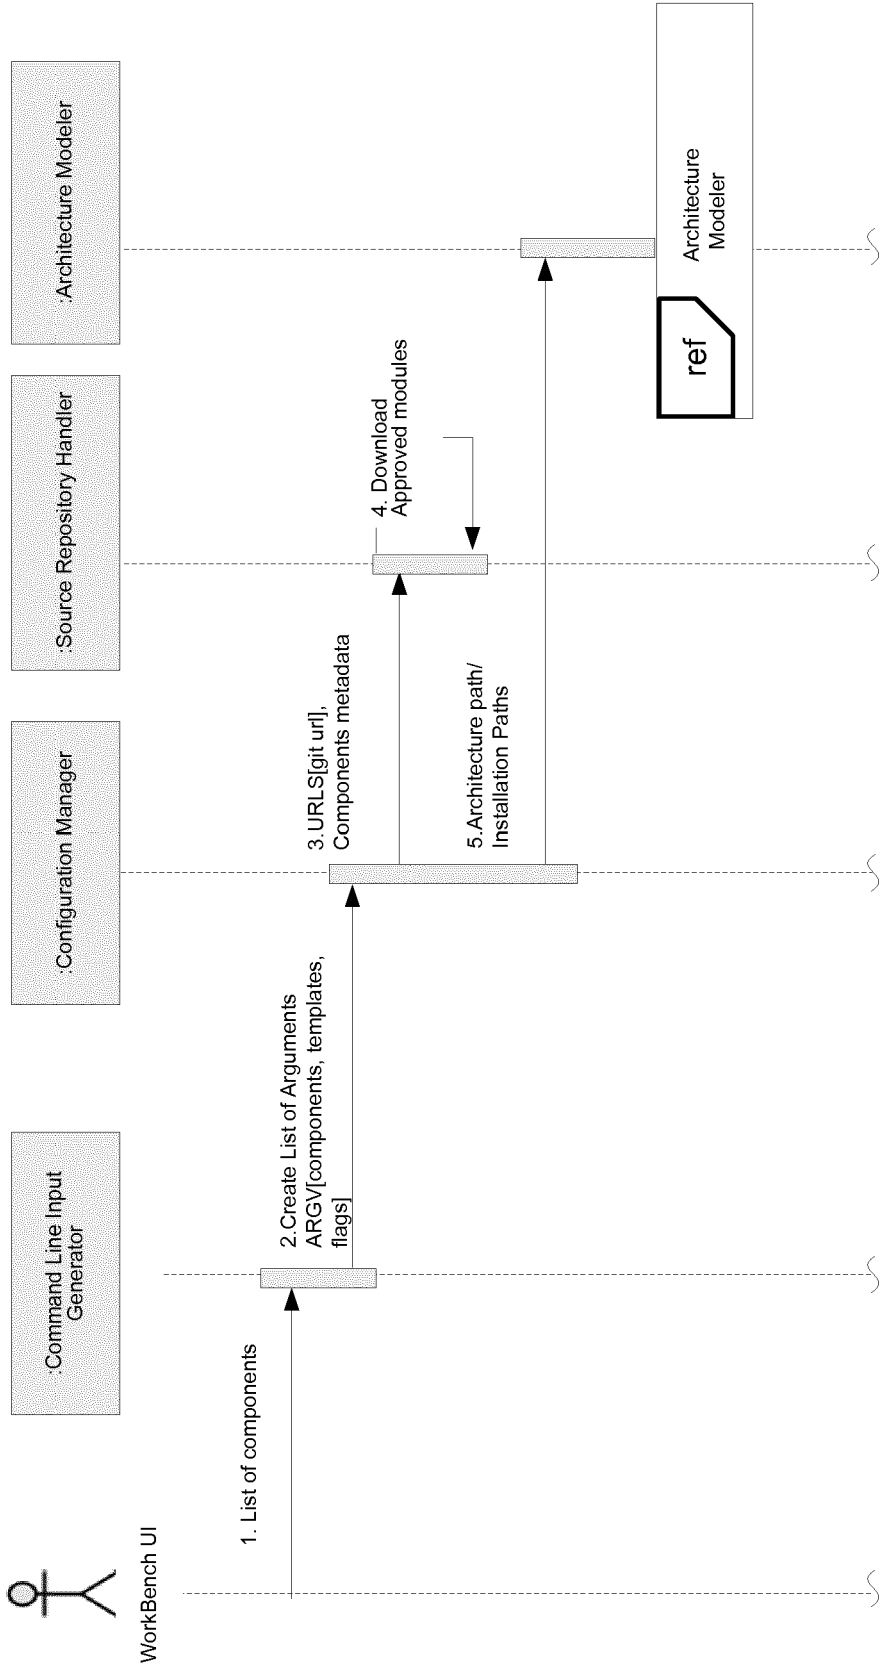 WorkBench UI
:Command Line Input
Generator
:Configuration Manager
:Source Repository Handler
:Architecture Modeler
1. List of components
2.Create List of Arguments
ARGV[components, templates,
flags]
3.URLS[git url],
Components metadata
4. Download
Approved modules
5.Architecture path/
Installation Paths
ref
Architecture
Modeler